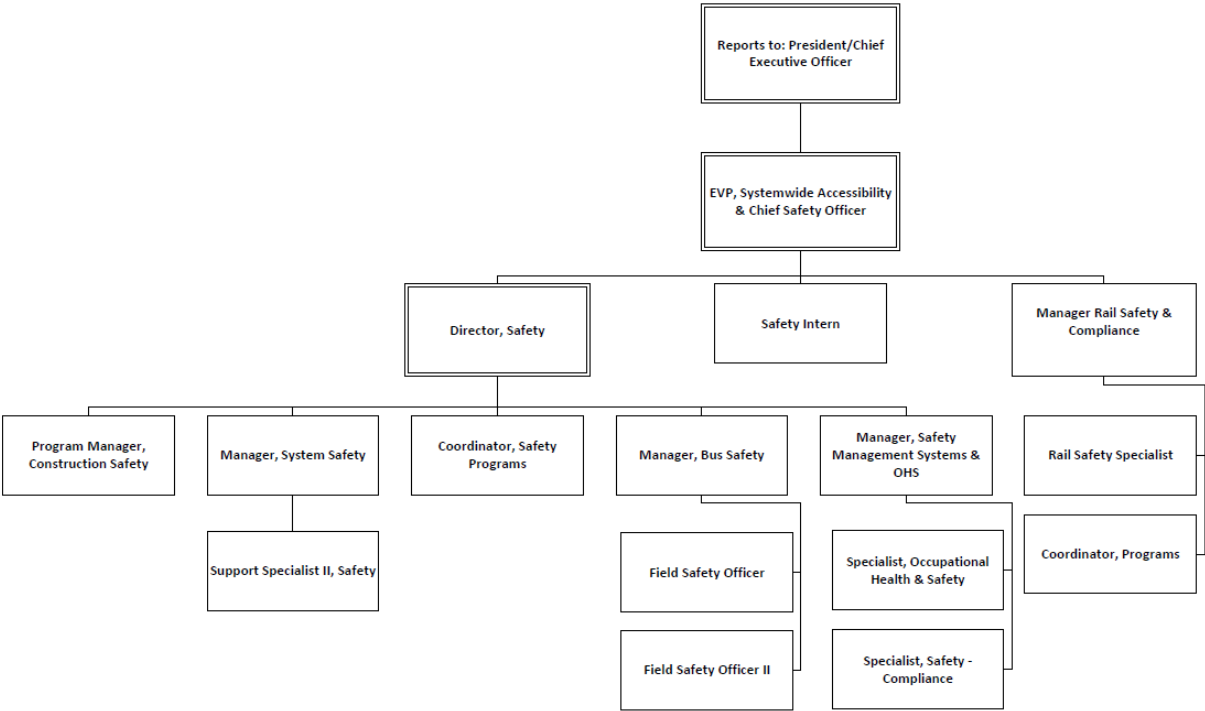 Reports to: President/Chief
Executive Officer
EVP, Systemwide Accessibility
& Chief Safety Officer
Director, Safety
Safety Intern
Manager Rail Safety &
Compliance
Program Manager,
Construction Safety
Manager, System Safety
Coordinator, Safety
Programs
Manager, Bus Safety
Manager, Safety
Management Systems &
OHS
Rail Safety Specialist
Support Specialist II, Safety
Field Safety Officer
Specialist, Occupational
Health & Safety
Coordinator, Programs
Field Safety Officer II
Specialist, Safety -
Compliance